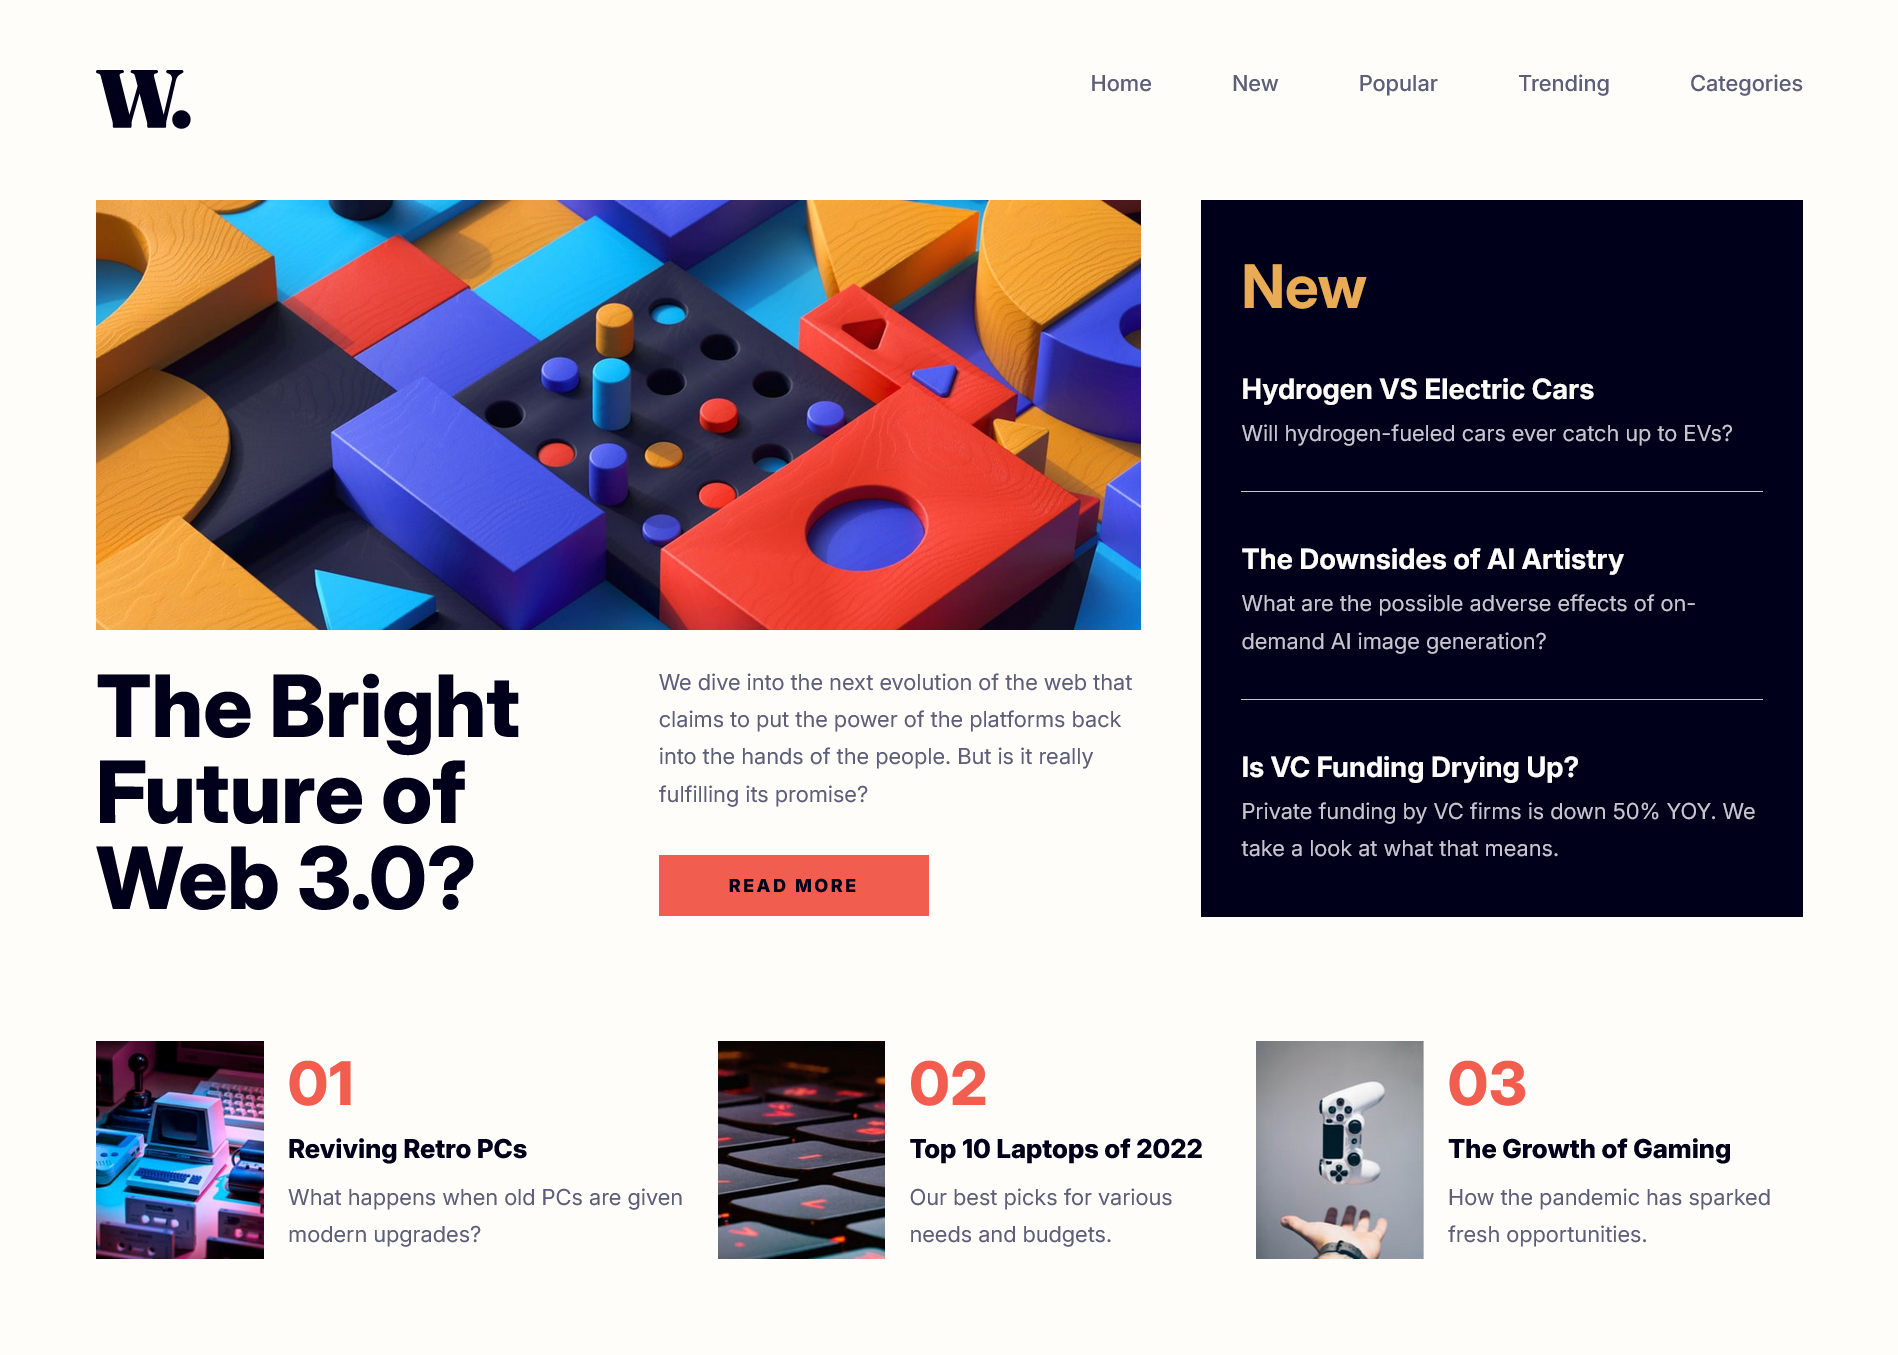 W.
Home
New
Popular
Trending
Categories
The Bright
Future of
Web 3.0?
We dive into the next evolution of the web that
claims to put the power of the platforms back
into the hands of the people. But is it really
fulfilling its promise?
READ MORE
New
Hydrogen VS Electric Cars
Will hydrogen-fueled cars ever catch up to EVs?
The Downsides of AI Artistry
What are the possible adverse effects of on-
demand AI image generation?
Is VC Funding Drying Up?
Private funding by VC firms is down 50% YOY. We
take a look at what that means.
01
Reviving Retro PCs
What happens when old PCs are given
modern upgrades?
02
Top 10 Laptops of 2022
Our best picks for various
needs and budgets.
03
The Growth of Gaming
How the pandemic has sparked
fresh opportunities.